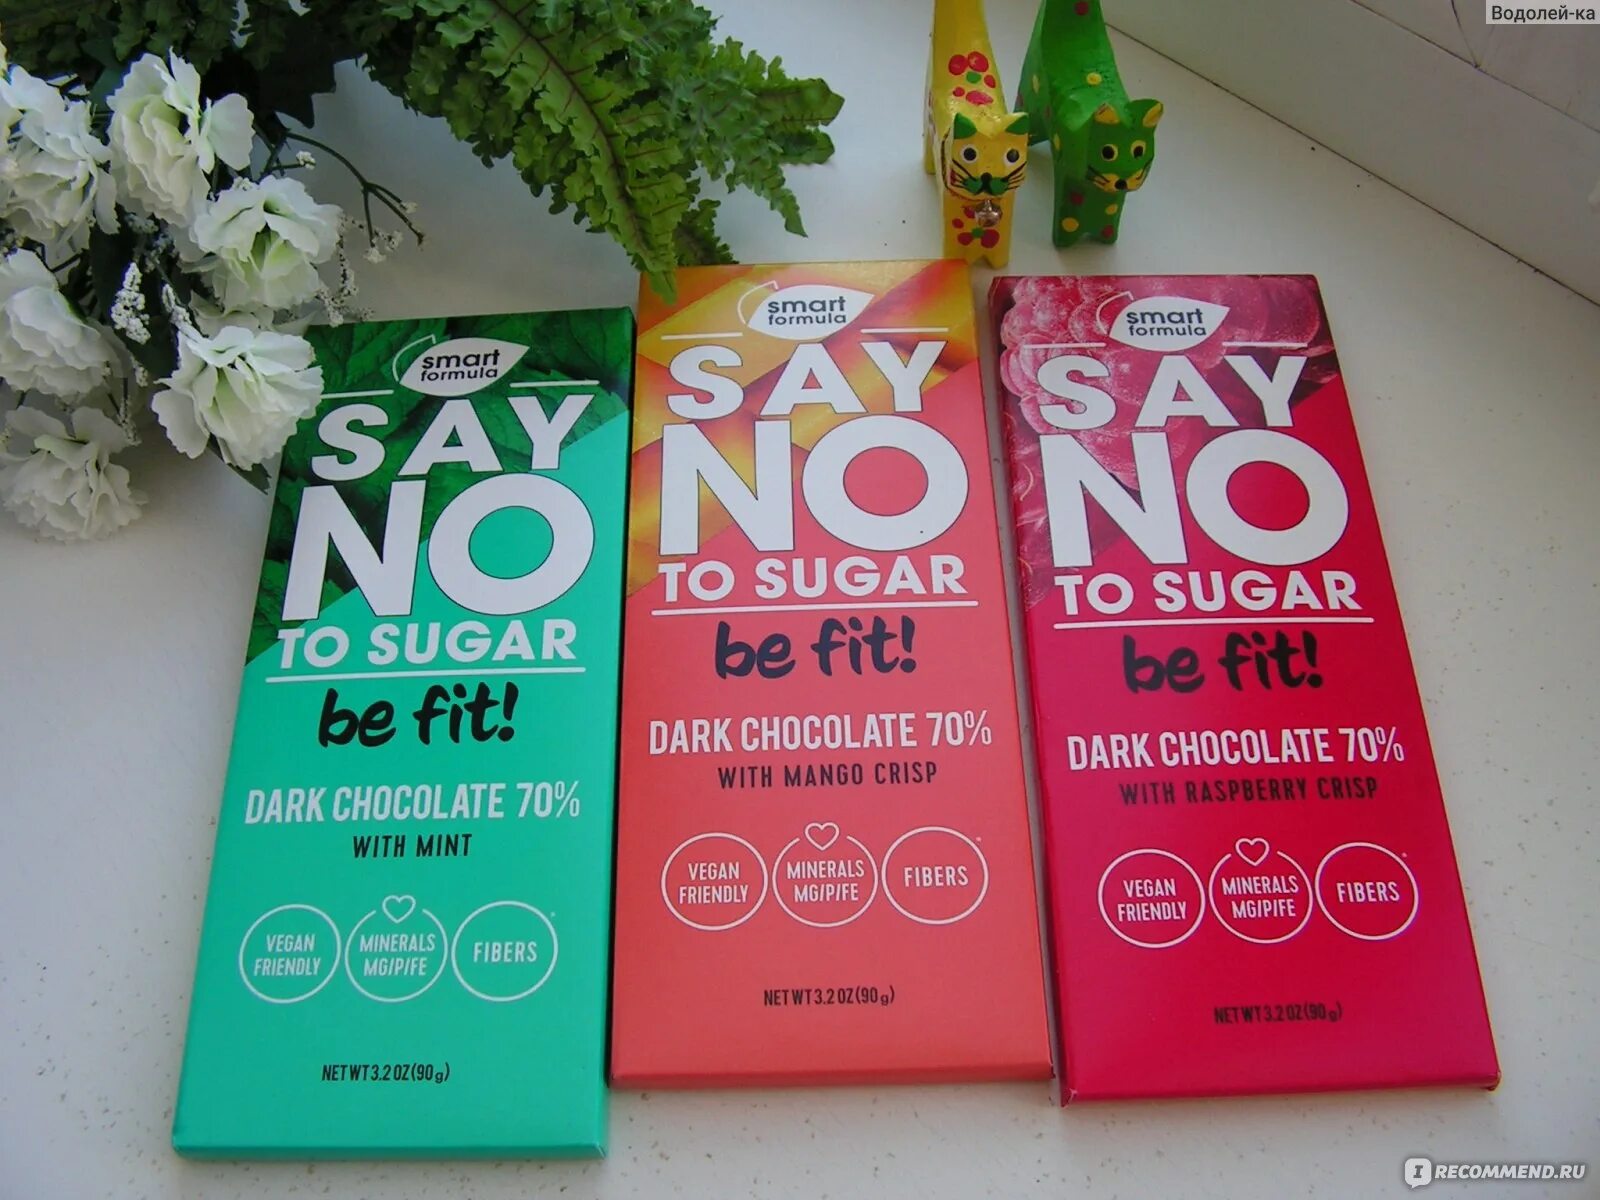 Водолей-ка
smart
formula
SAY
NO
TO SUGAR
be fit!
DARK CHOCOLATE 70%
WITH MINT
VEGAN
FRIENDLY
MINERALS
MG/P/FE
FIBERS*
NET WT 3.2 OZ (90 g)
smart
formula
SAY
NO
TO SUGAR
be fit!
DARK CHOCOLATE 70%
WITH MANGO CRISP
VEGAN
FRIENDLY
MINERALS
MG/P/FE
FIBERS*
NET WT 3.2 OZ (90 g)
smart
formula
SAY
NO
TO SUGAR
be fit!
DARK CHOCOLATE 70%
WITH RASPBERRY CRISP
VEGAN
FRIENDLY
MINERALS
MG/P/FE
FIBERS*
NET WT 3.2 OZ (90 g)
IRECOMMEND.RU